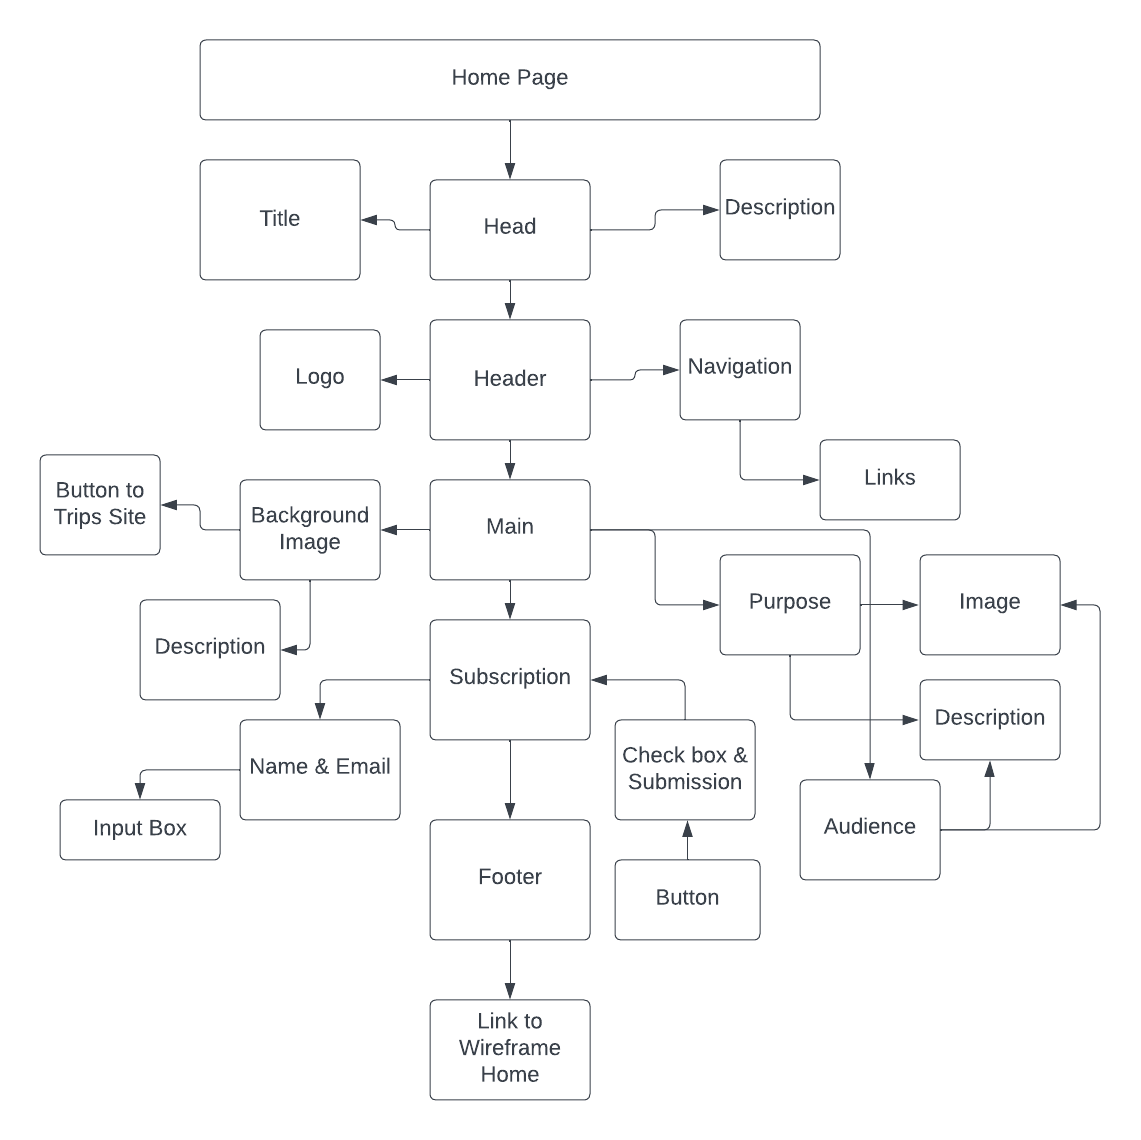 Home Page
Title
Head
Description
Logo
Header
Navigation
Links
Button to
Trips Site
Background
Image
Main
Purpose
Image
Description
Subscription
Description
Name & Email
Check box &
Submission
Input Box
Audience
Footer
Button
Link to
Wireframe
Home